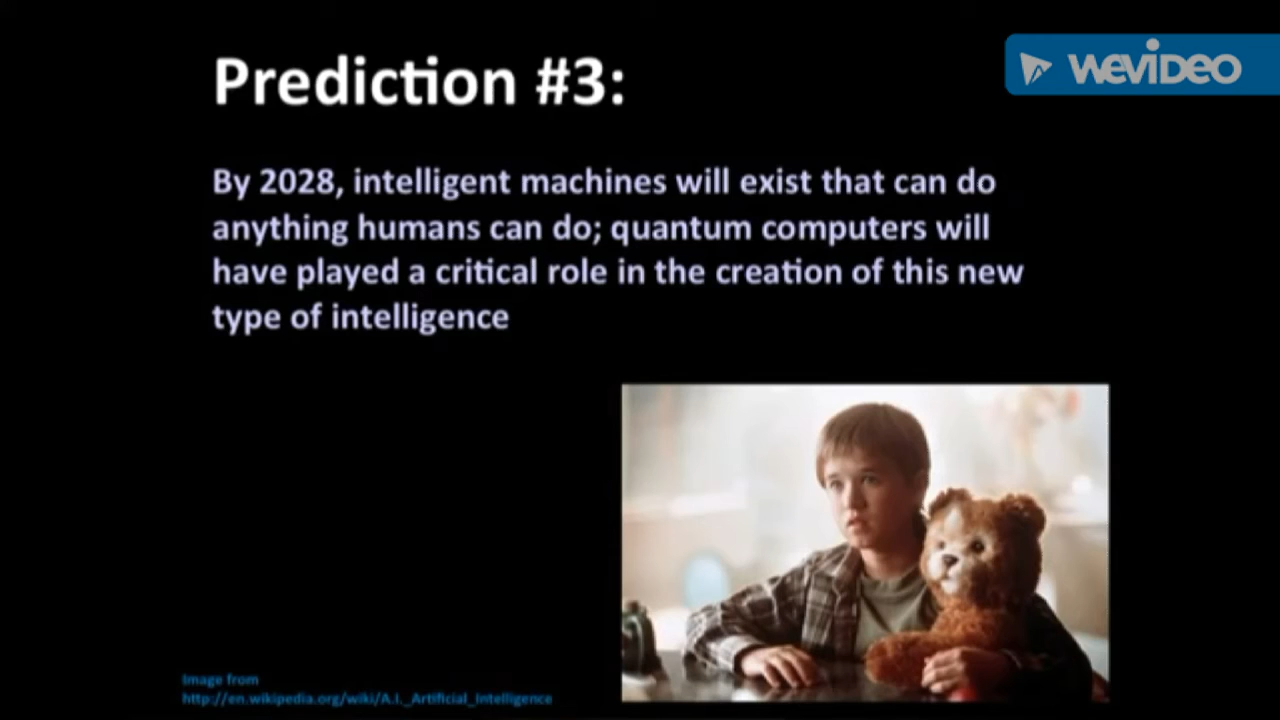 WEVIDEO
Prediction #3:
By 2028, intelligent machines will exist that can do
anything humans can do; quantum computers will
have played a critical role in the creation of this new
type of intelligence
Image from
http://en.wikipedia.org/wiki/A.I._Artificial_Intelligence